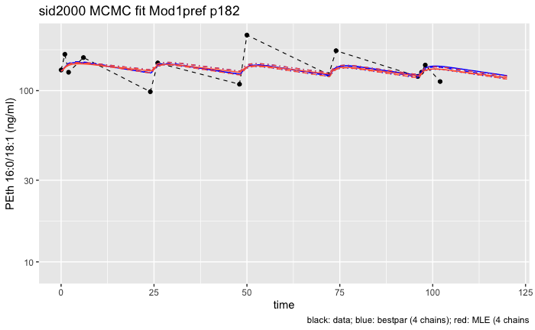 sid2000 MCMC fit Mod1pref p182
PEth 16:0/18:1 (ng/ml)
100
30
10
0
25
50
75
100
125
time
black: data; blue: bestpar (4 chains); red: MLE (4 chains